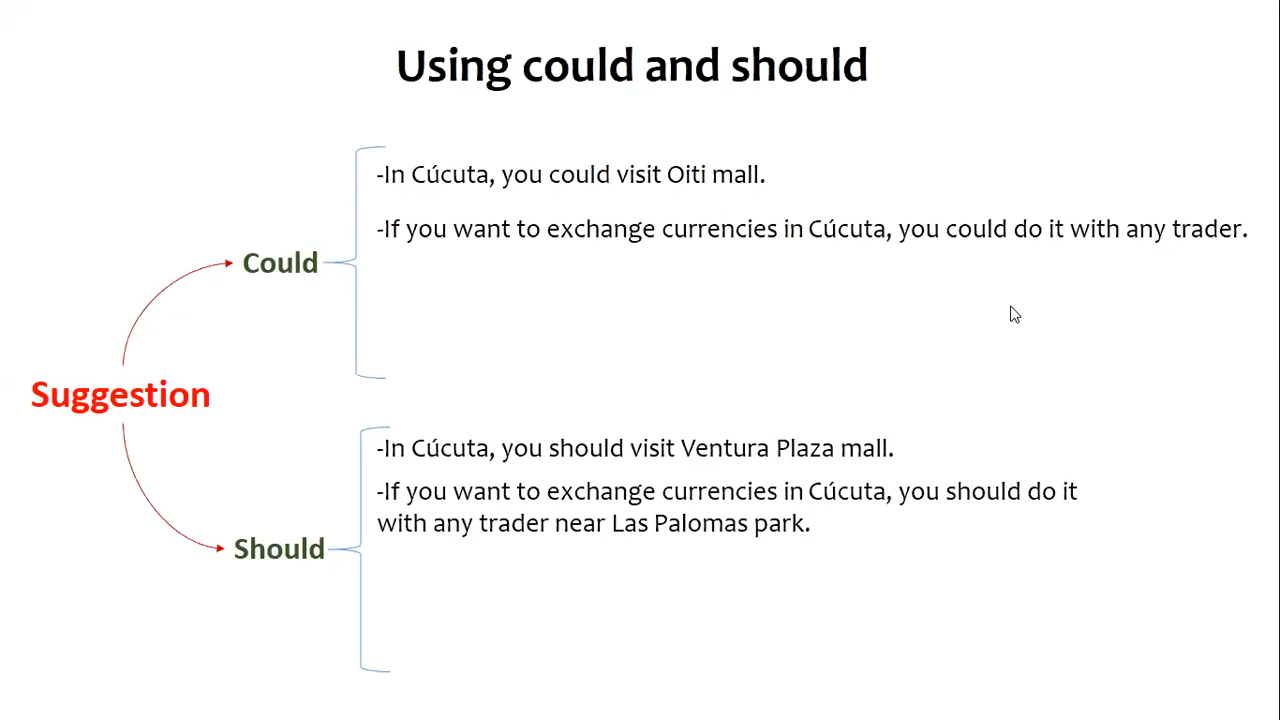 Using could and should
-In Cúcuta, you could visit Oiti mall.
-If you want to exchange currencies in Cúcuta, you could do it with any trader.
Could
Suggestion
-In Cúcuta, you should visit Ventura Plaza mall.
-If you want to exchange currencies in Cúcuta, you should do it
with any trader near Las Palomas park.
Should